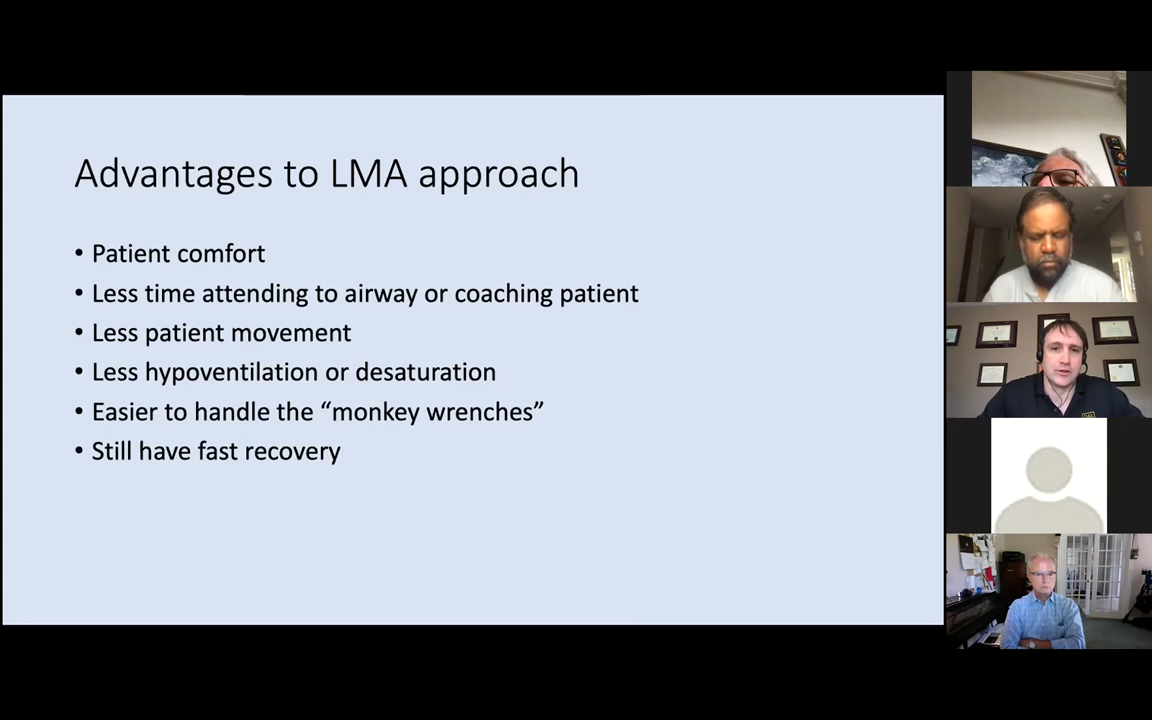 Advantages to LMA approach
• Patient comfort
• Less time attending to airway or coaching patient
• Less patient movement
• Less hypoventilation or desaturation
• Easier to handle the “monkey wrenches”
• Still have fast recovery